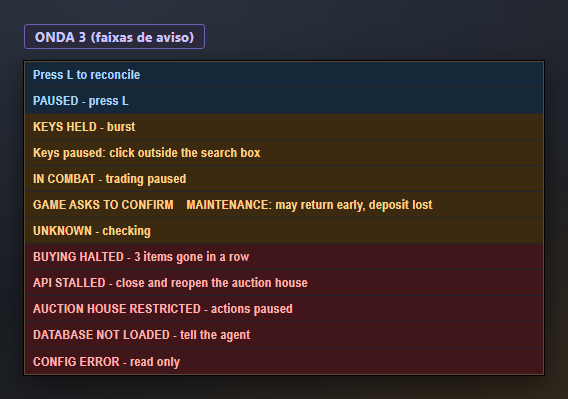 ONDA 3 (faixas de aviso)
Press L to reconcile
PAUSED - press L
KEYS HELD - burst
Keys paused: click outside the search box
IN COMBAT - trading paused
GAME ASKS TO CONFIRM    MAINTENANCE: may return early, deposit lost
UNKNOWN - checking
BUYING HALTED - 3 items gone in a row
API STALLED - close and reopen the auction house
AUCTION HOUSE RESTRICTED - actions paused
DATABASE NOT LOADED - tell the agent
CONFIG ERROR - read only